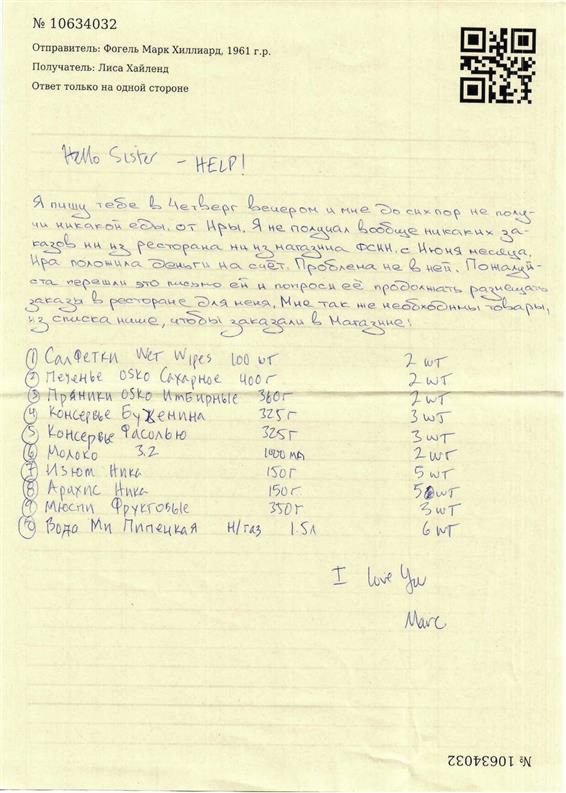 № 10634032
Отправитель: Фогель Марк Хиллиард, 1961 г.р.
Получатель: Лиса Хайленд
Ответ только на одной стороне
Hello Sister - HELP!
Я пишу тебе в Четверг вечером и мне до сих пор не полу-
чи никакой еды от Иры. Я не получал вообще никаких за-
казов ни из ресторана ни из магазина ФСИН. с Июня месяца.
Ира положила деньги на счёт. Проблена не в ней. Пожалуй-
ста перешли это письмо ей и попроси её продолжать размещать
заказы в ресторане для меня. Мне так же необходимы товары,
из списка ниже, чтобы заказали в Магазине:
① Салфетки Wet Wipes 100 шт 2 шт
② Печенье OSKO Сахарное 400г 2 шт
③ Пряники OSKO Имбирные 360г 2 шт
④ Консервы Буженина 325г 3 шт
⑤ Консервы Фасолью 325г 3 шт
⑥ Молоко 3.2 1000 мл 2 шт
⑦ Изюм Ника 150г 5 шт
⑧ Арахис Ника 150г 5 шт
⑨ Мюсли Фруктовые 350г 3 шт
⑩ Вода Ми Липецкая Н/газ 1.5л 6 шт
I love You
Marc
№ 10634032